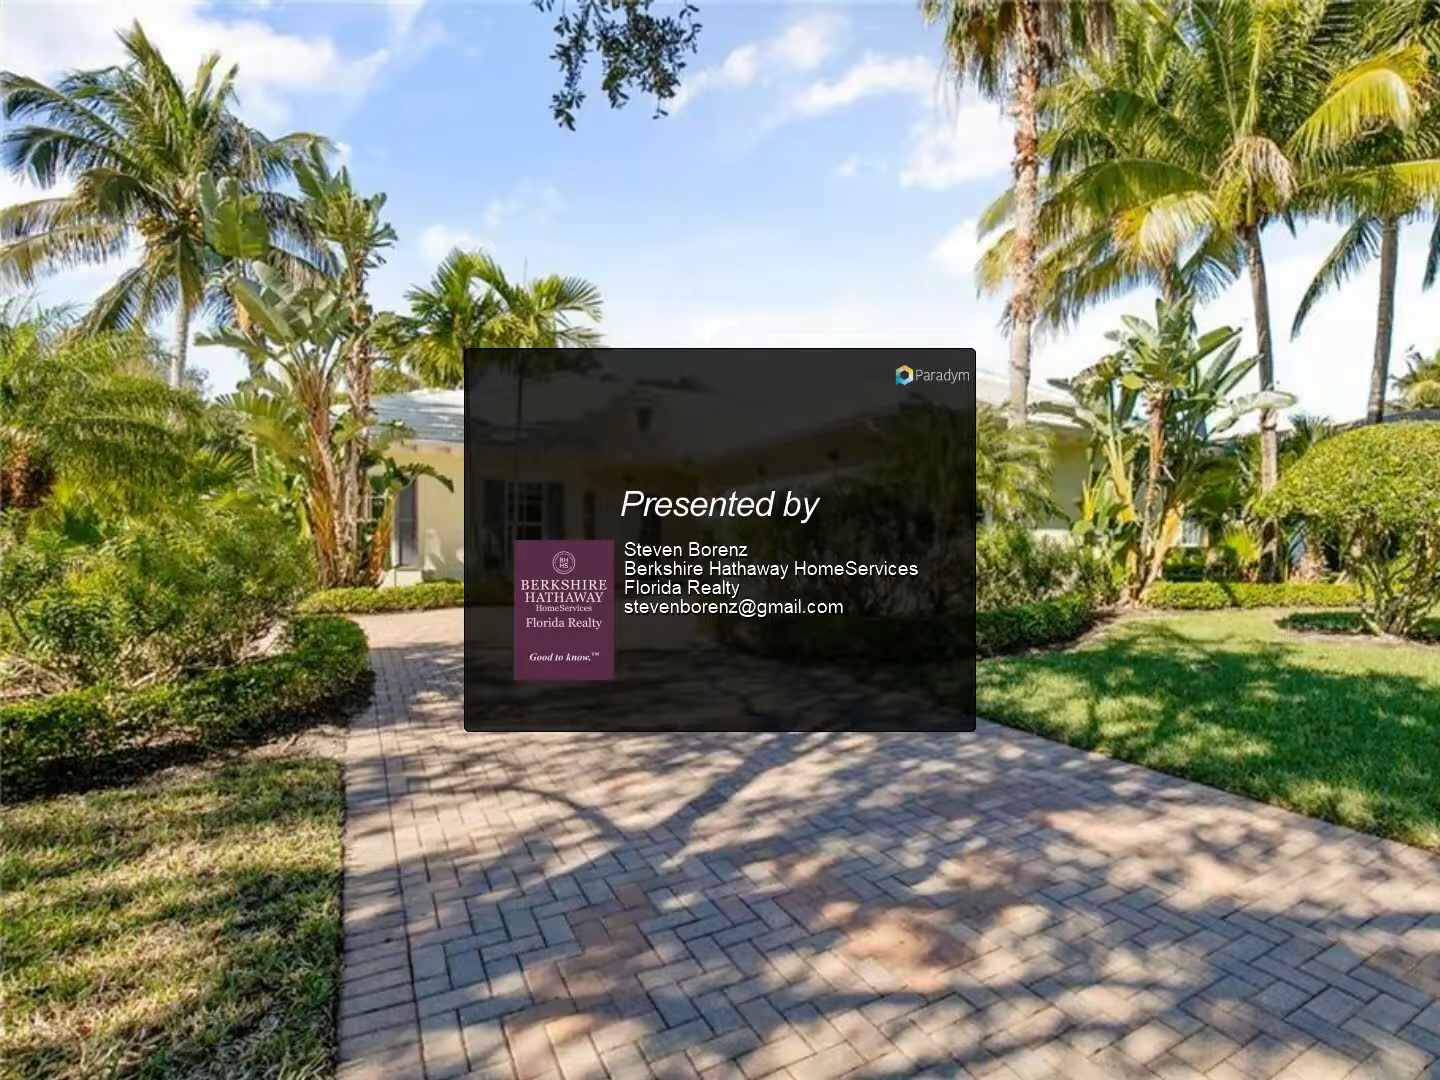 Paradym
Presented by
Steven Borenz
Berkshire Hathaway HomeServices
Florida Realty
stevenborenz@gmail.com
BH
HS
BERKSHIRE
HATHAWAY
HomeServices
Florida Realty
Good to know.™